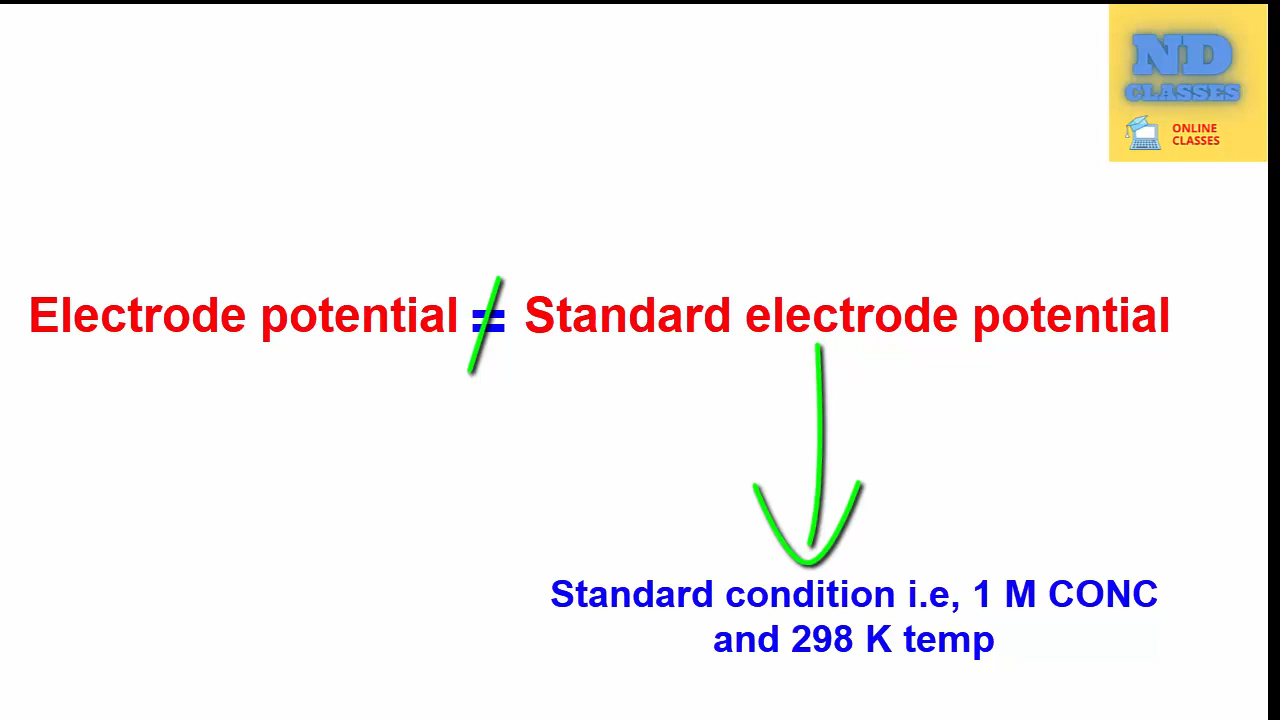 ND
CLASSES
ONLINE
CLASSES
Electrode potential ≠ Standard electrode potential
Standard condition i.e, 1 M CONC
and 298 K temp